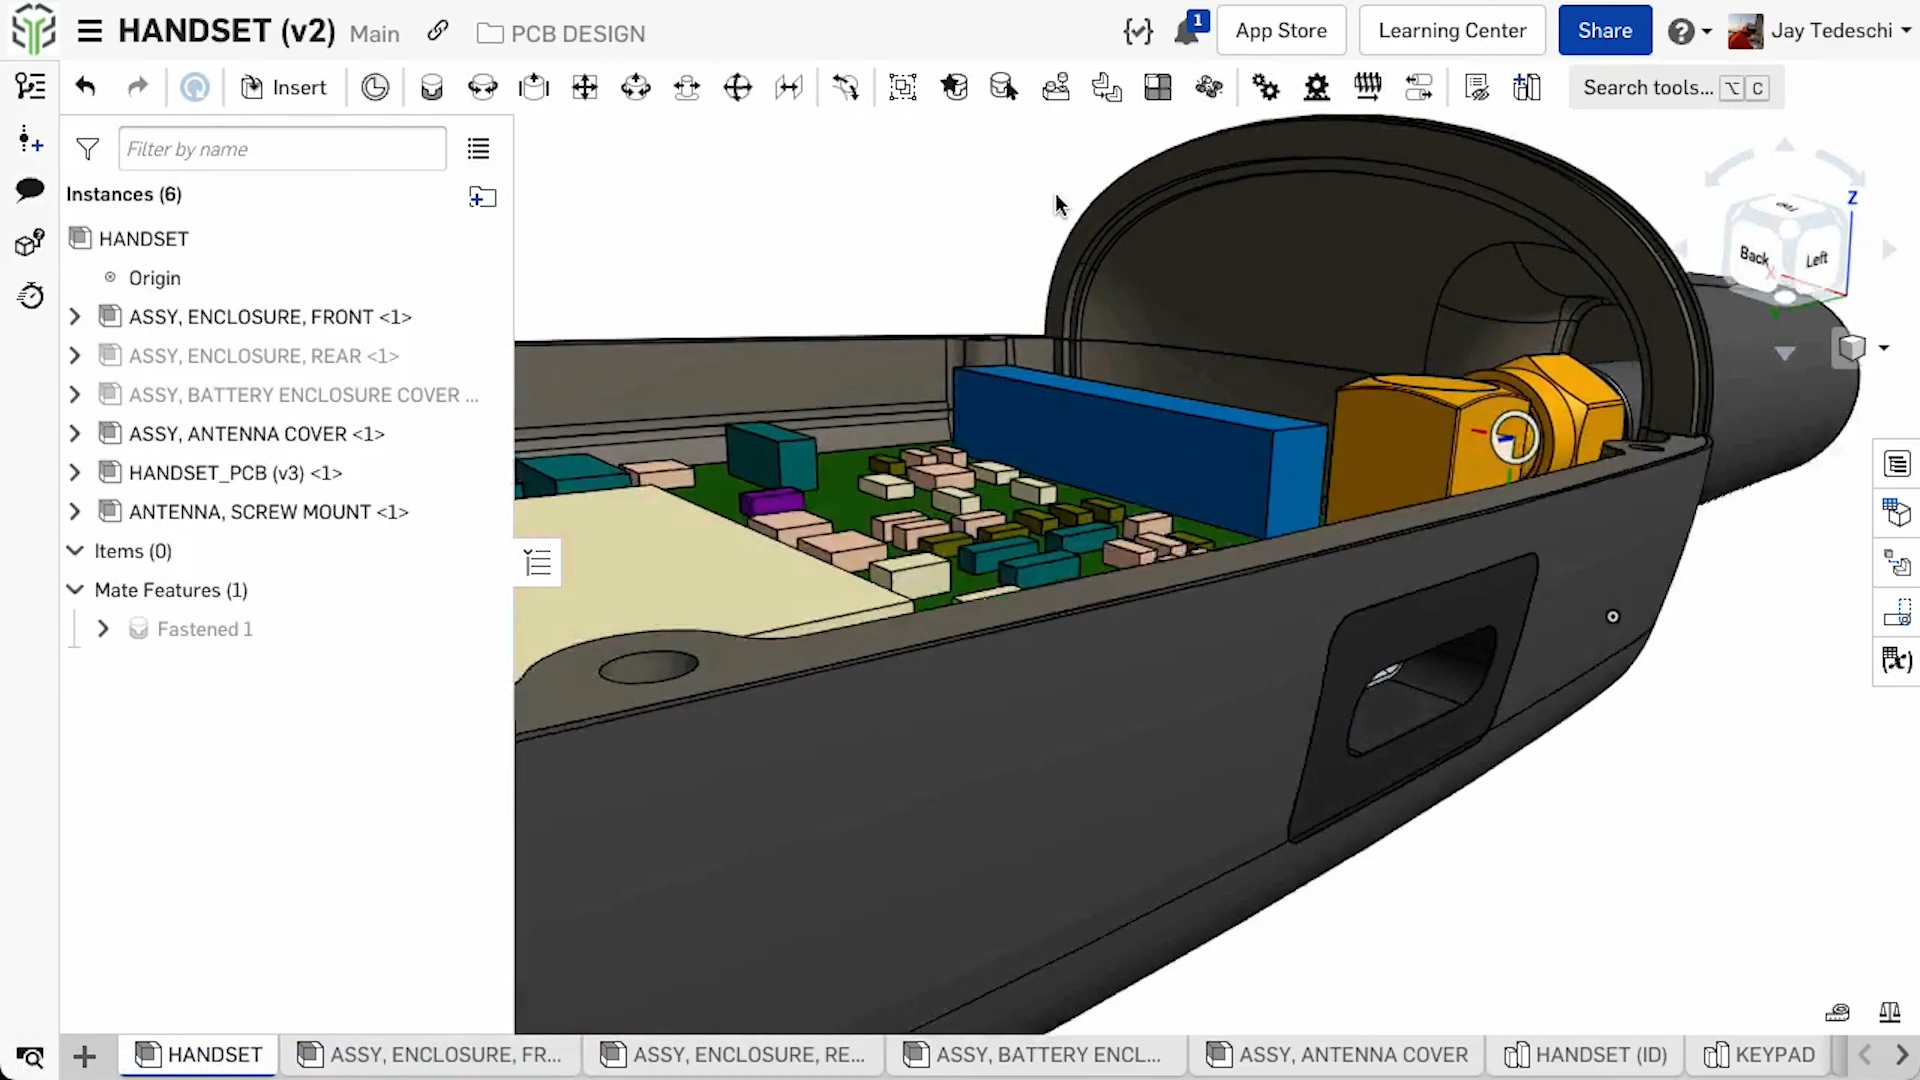 HANDSET (v2) Main PCB DESIGN 1 App Store Learning Center Share Jay Tedeschi
Insert Search tools... ⌥ C
Filter by name
Instances (6)
HANDSET
Origin
ASSY, ENCLOSURE, FRONT <1>
ASSY, ENCLOSURE, REAR <1>
ASSY, BATTERY ENCLOSURE COVER ...
ASSY, ANTENNA COVER <1>
HANDSET_PCB (v3) <1>
ANTENNA, SCREW MOUNT <1>
Items (0)
Mate Features (1)
Fastened 1
Z
Back Left
X
HANDSET ASSY, ENCLOSURE, FR... ASSY, ENCLOSURE, RE... ASSY, BATTERY ENCL... ASSY, ANTENNA COVER HANDSET (ID) KEYPAD